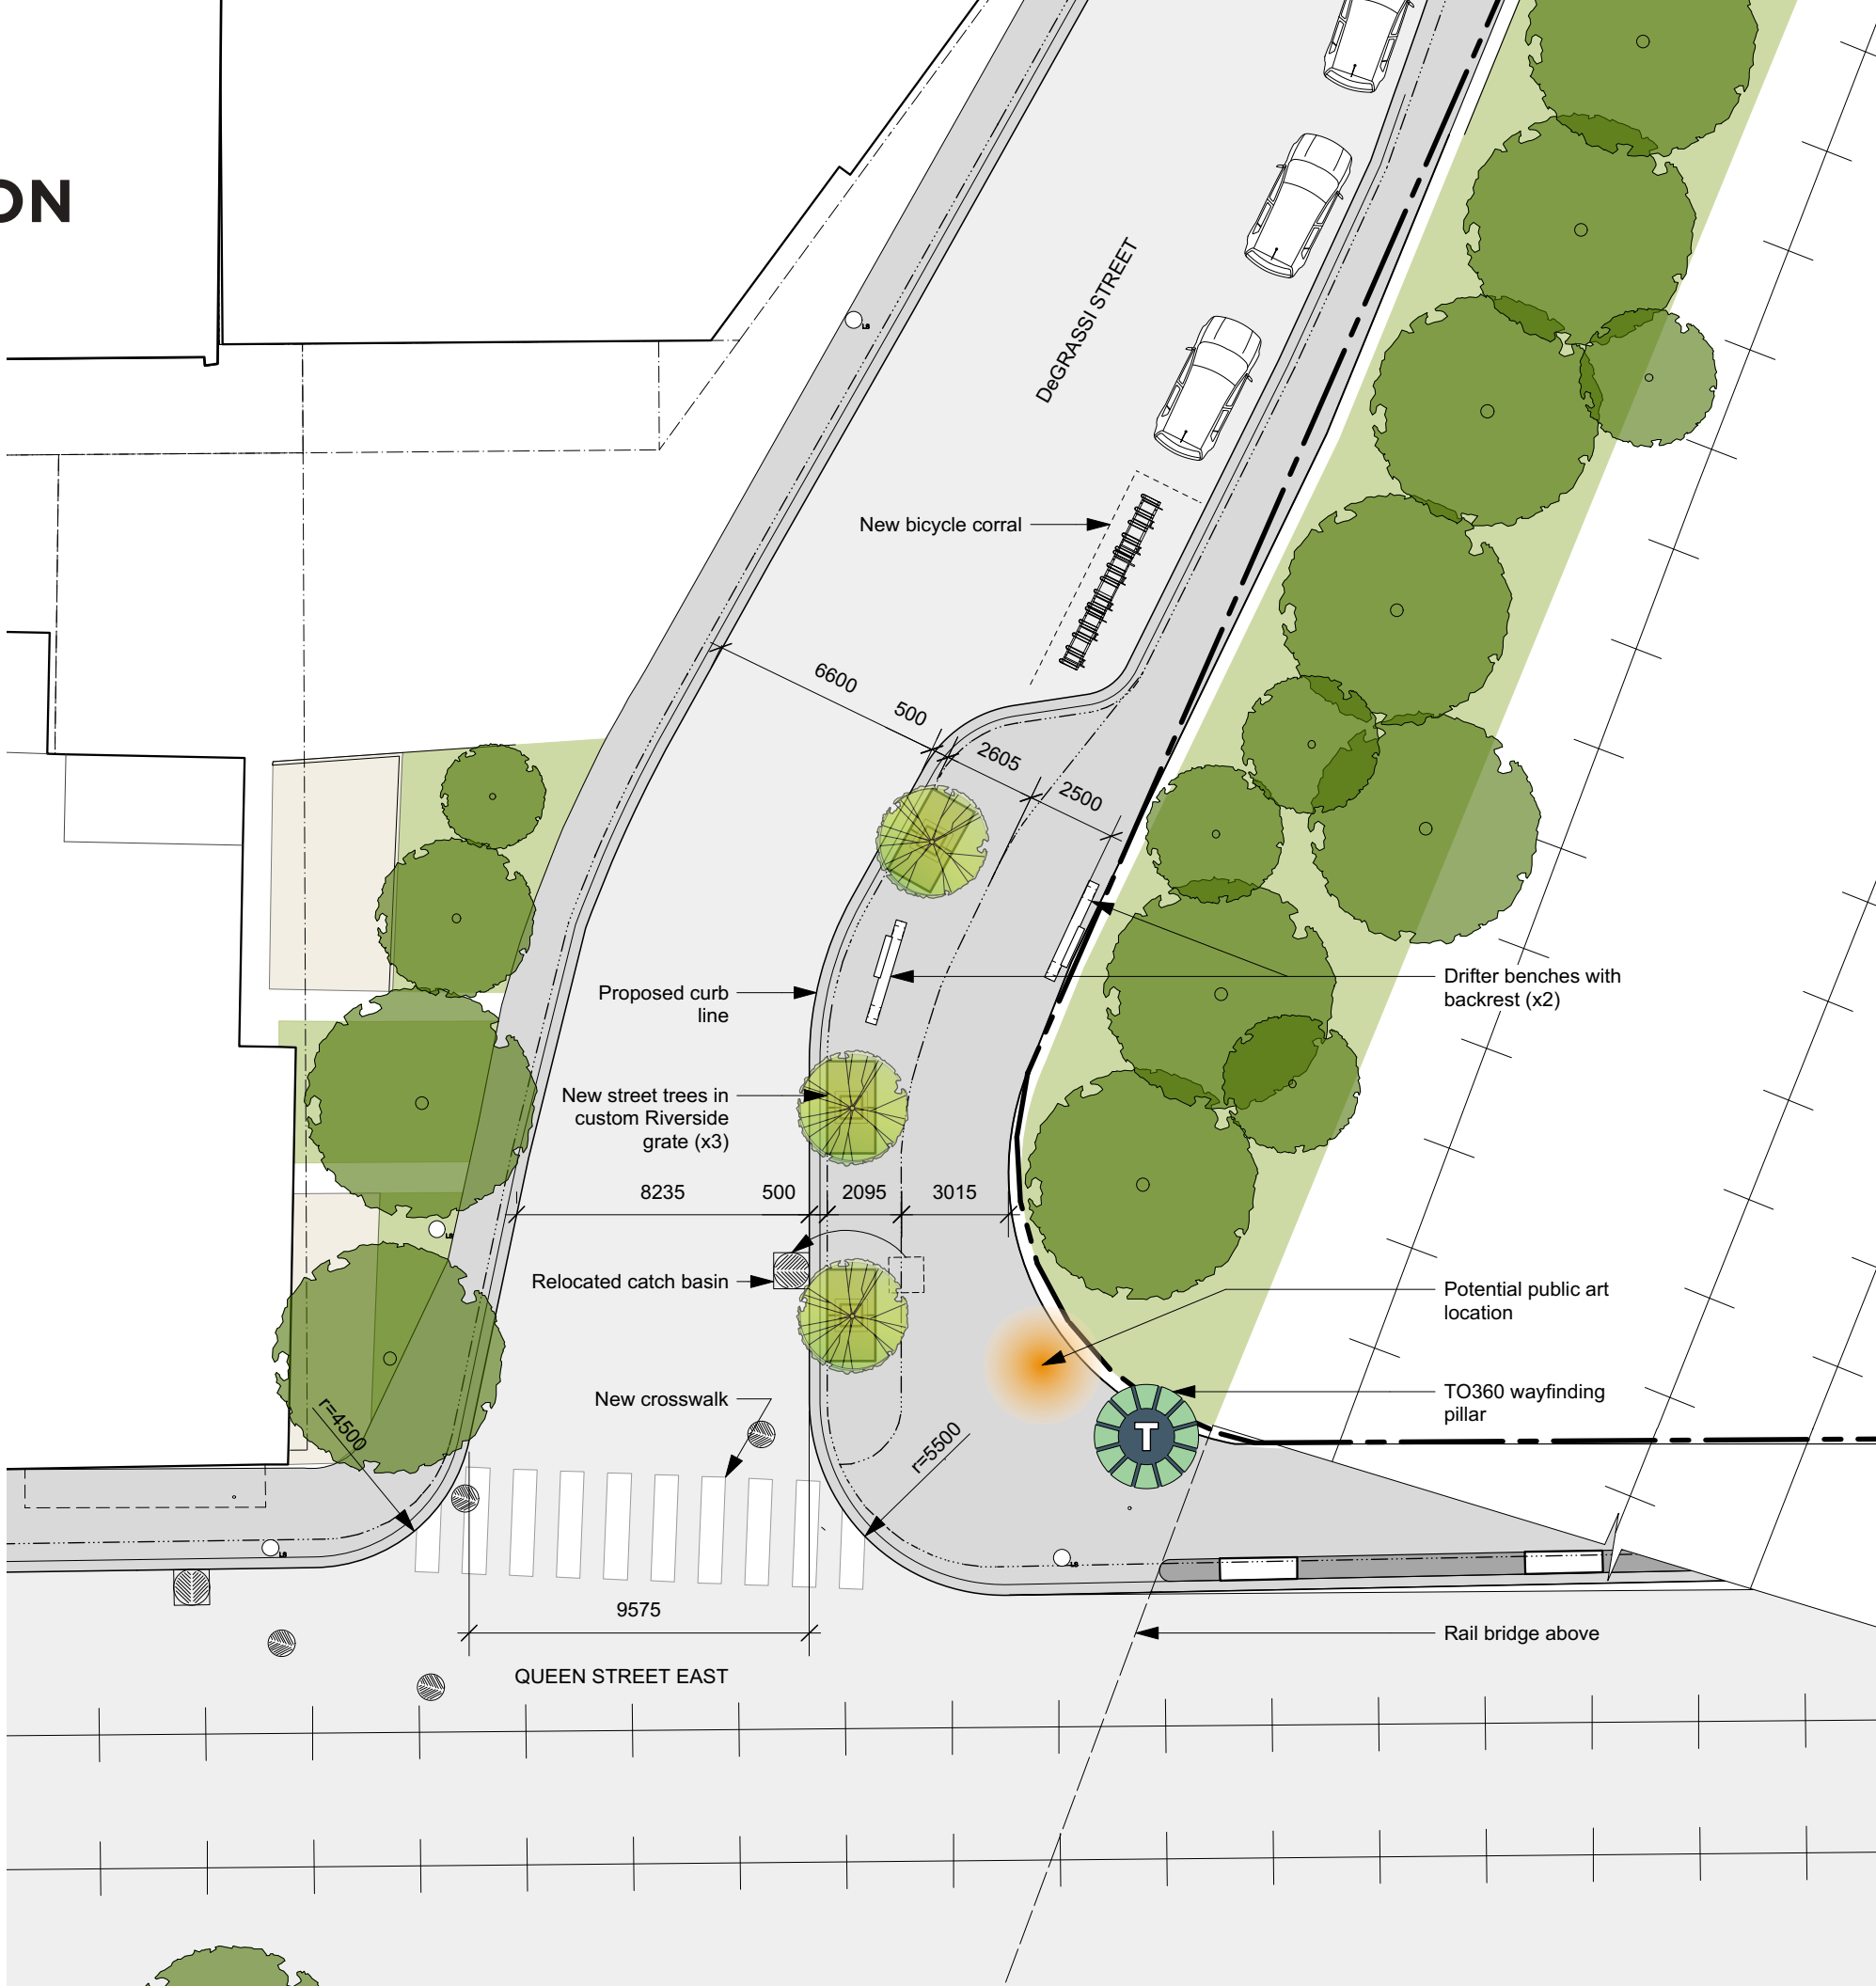 ON
DeGRASSI STREET
New bicycle corral
6600
500
2605
2500
Drifter benches with
backrest (x2)
Proposed curb
line
New street trees in
custom Riverside
grate (x3)
8235
500
2095
3015
Relocated catch basin
Potential public art
location
New crosswalk
TO360 wayfinding
pillar
T
r=4500
r=5500
9575
Rail bridge above
QUEEN STREET EAST